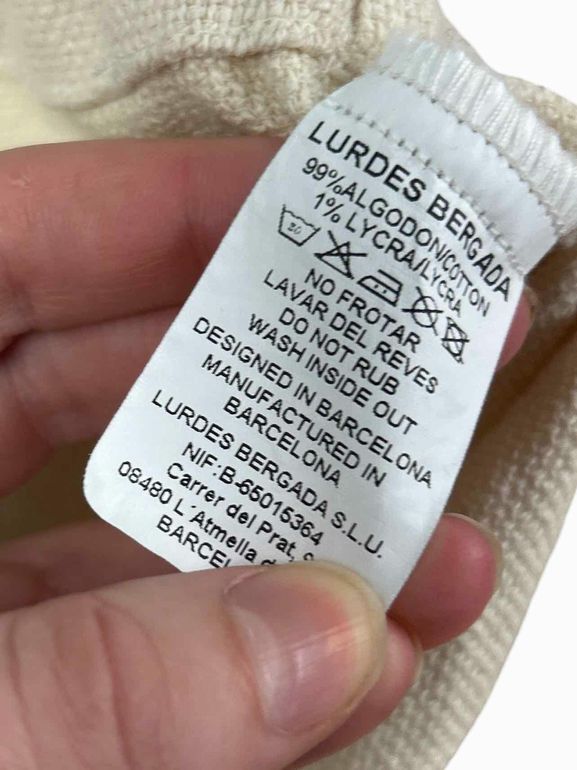 LURDES BERGADA
99%ALGODON/COTTON
1% LYCRA/LYCRA
30
NO FROTAR
LAVAR DEL REVES
DO NOT RUB
WASH INSIDE OUT
DESIGNED IN BARCELONA
MANUFACTURED IN
BARCELONA
LURDES BERGADA S.L.U.
NIF:B-65015364
Carrer del Prat,
08480 L´Atmella